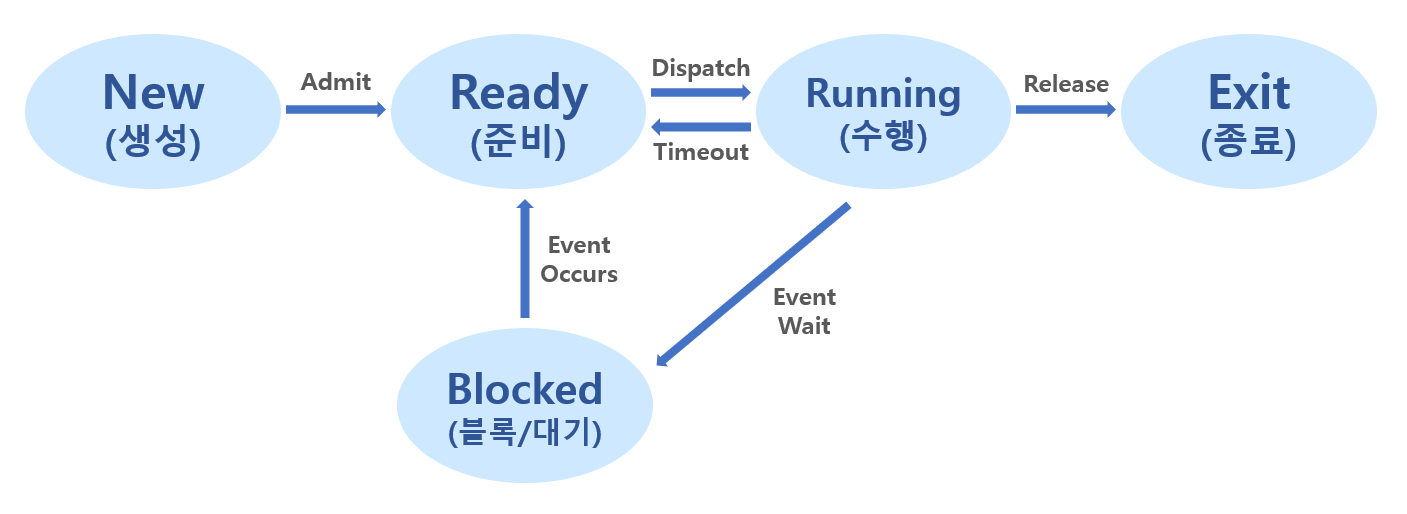 New
(생성)
Admit
Ready
(준비)
Dispatch
Timeout
Running
(수행)
Release
Exit
(종료)
Event
Occurs
Event
Wait
Blocked
(블록/대기)